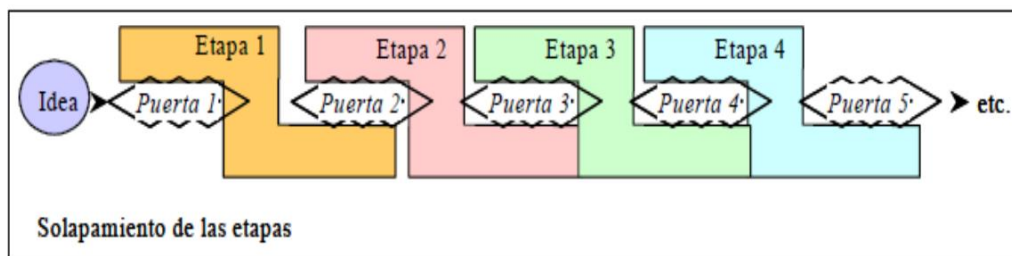 Etapa 1
Etapa 2
Etapa 3
Etapa 4
Idea
Puerta 1·
Puerta 2·
Puerta 3·
Puerta 4·
Puerta 5·
etc.
Solapamiento de las etapas